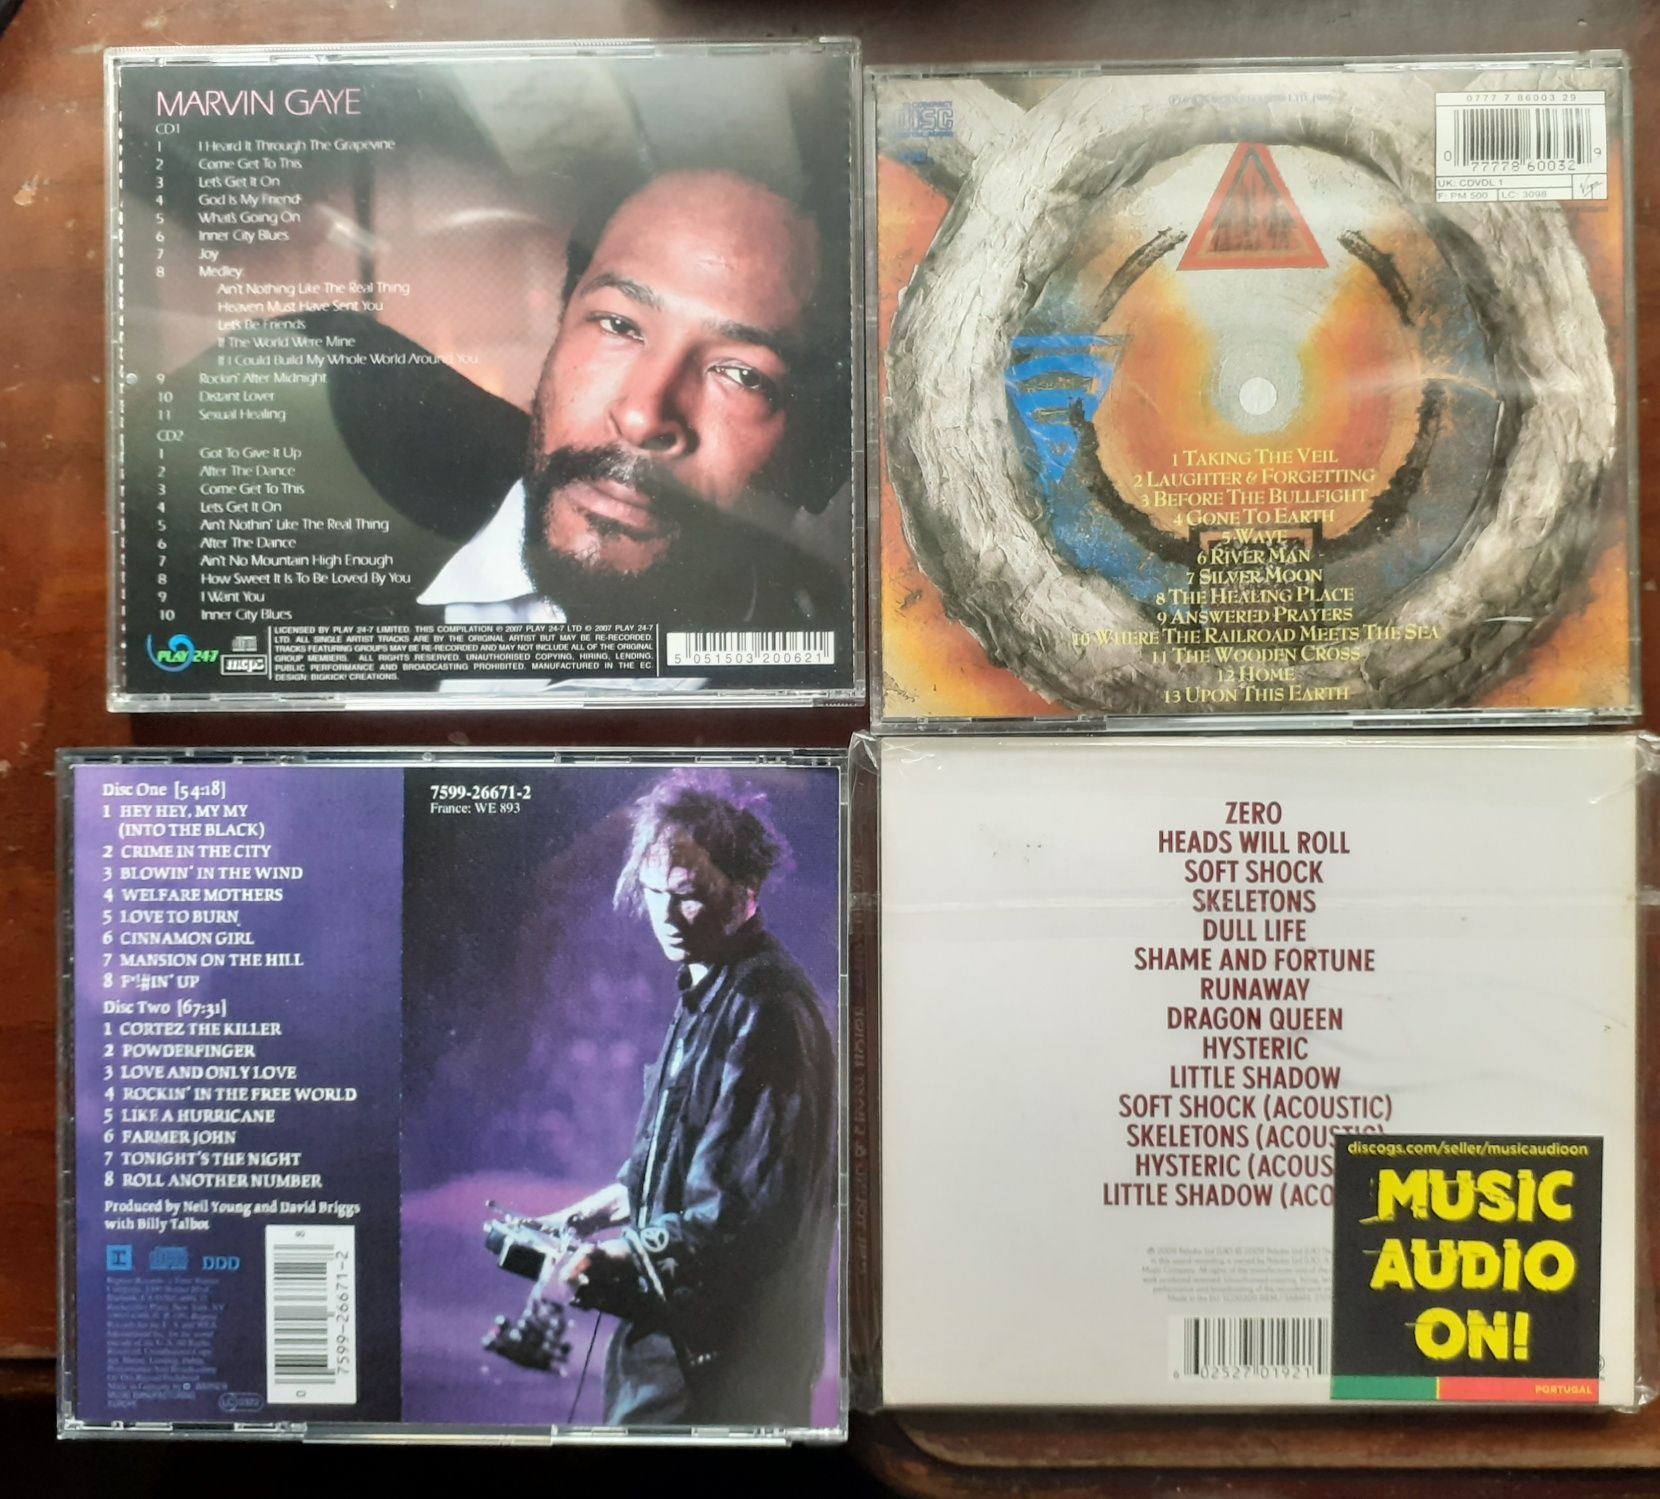 MARVIN GAYE
CD1
1 I Heard It Through The Grapevine
2 Come Get To This
3 Let's Get It On
4 God Is My Friend
5 What's Going On
6 Inner City Blues
7 Joy
8 Medley
Ain't Nothing Like The Real Thing
Heaven Must Have Sent You
Let's Be Friends
If The World Were Mine
If I Could Build My Whole World Around You
9 Rockin' After Midnight
10 Distant Lover
11 Sexual Healing
CD2
1 Got To Give It Up
2 After The Dance
3 Come Get To This
4 Lets Get It On
5 Ain't Nothin' Like The Real Thing
6 After The Dance
7 Ain't No Mountain High Enough
8 How Sweet It Is To Be Loved By You
9 I Want You
10 Inner City Blues
PLAY 247
mcps
LICENSED BY PLAY 24-7 LIMITED. THIS COMPILATION ℗ 2007 PLAY 24-7 LTD © 2007 PLAY 24-7
LTD. ALL SINGLE ARTIST TRACKS ARE BY THE ORIGINAL ARTIST BUT MAY BE RE-RECORDED.
TRACKS FEATURING GROUPS MAY BE RE-RECORDED AND MAY NOT INCLUDE ALL OF THE ORIGINAL
GROUP MEMBERS. ALL RIGHTS RESERVED. UNAUTHORISED COPYING, HIRING, LENDING,
PUBLIC PERFORMANCE AND BROADCASTING PROHIBITED. MANUFACTURED IN THE EC.
DESIGN: BIGKICK! CREATIONS.
5 051503 200621
COMPACT
DISC
DIGITAL AUDIO
0777 7 86003 29
0 77778 60032 9
UK: CDVDL 1
F: PM 500 LC: 3098
Virgin
1 TAKING THE VEIL
2 LAUGHTER & FORGETTING
3 BEFORE THE BULLFIGHT
4 GONE TO EARTH
5 WAVE
6 RIVER MAN
7 SILVER MOON
8 THE HEALING PLACE
9 ANSWERED PRAYERS
10 WHERE THE RAILROAD MEETS THE SEA
11 THE WOODEN CROSS
12 HOME
13 UPON THIS EARTH
Disc One [54:18]
1 HEY HEY, MY MY
(INTO THE BLACK)
2 CRIME IN THE CITY
3 BLOWIN' IN THE WIND
4 WELFARE MOTHERS
5 LOVE TO BURN
6 CINNAMON GIRL
7 MANSION ON THE HILL
8 F*!#IN' UP
Disc Two [67:31]
1 CORTEZ THE KILLER
2 POWDERFINGER
3 LOVE AND ONLY LOVE
4 ROCKIN' IN THE FREE WORLD
5 LIKE A HURRICANE
6 FARMER JOHN
7 TONIGHT'S THE NIGHT
8 ROLL ANOTHER NUMBER
Produced by Neil Young and David Briggs
with Billy Talbot
DDD
7599-26671-2
7599-26671-2
France: WE 893
ZERO
HEADS WILL ROLL
SOFT SHOCK
SKELETONS
DULL LIFE
SHAME AND FORTUNE
RUNAWAY
DRAGON QUEEN
HYSTERIC
LITTLE SHADOW
SOFT SHOCK (ACOUSTIC)
SKELETONS (ACOUSTIC)
HYSTERIC (ACOUS
LITTLE SHADOW (ACO
6 02527 01921
discogs.com/seller/musicaudioon
MUSIC
AUDIO
ON!
PORTUGAL